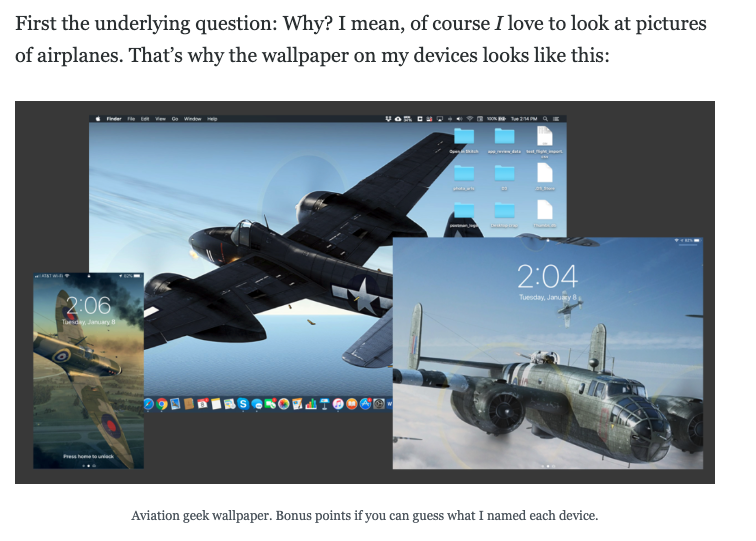 First the underlying question: Why? I mean, of course I love to look at pictures
of airplanes. That’s why the wallpaper on my devices looks like this:
Finder File Edit View Go Window Help
100% Tue 2:14 PM
2:04
Tuesday, January 8
2:06
Tuesday, January 8
Press home to unlock
Aviation geek wallpaper. Bonus points if you can guess what I named each device.